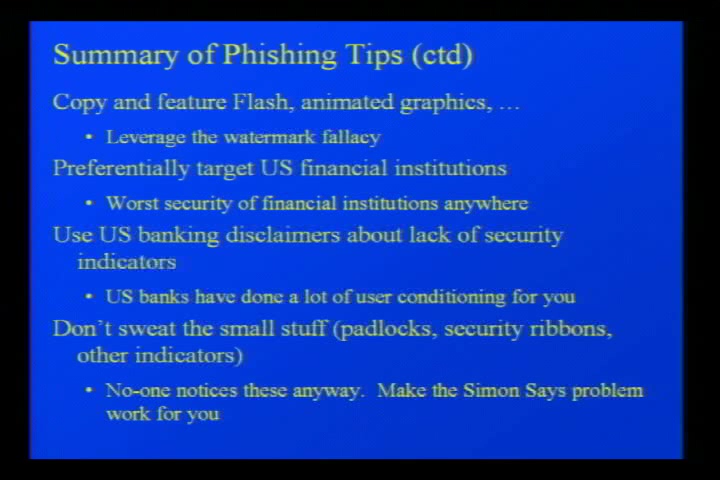 Summary of Phishing Tips (ctd)
Copy and feature Flash, animated graphics, …
• Leverage the watermark fallacy
Preferentially target US financial institutions
• Worst security of financial institutions anywhere
Use US banking disclaimers about lack of security
indicators
• US banks have done a lot of user conditioning for you
Don't sweat the small stuff (padlocks, security ribbons,
other indicators)
• No-one notices these anyway.  Make the Simon Says problem
work for you